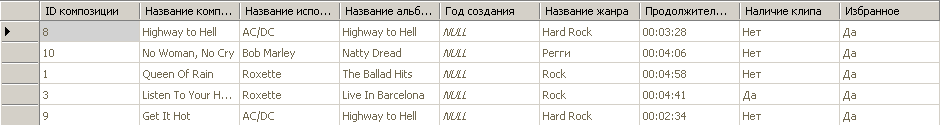 ID композиции Название комп... Название испо... Название альб... Год создания Название жанра Продолжител... Наличие клипа Избранное
8 Highway to Hell AC/DC Highway to Hell NULL Hard Rock 00:03:28 Нет Да
10 No Woman, No Cry Bob Marley Natty Dread NULL Регги 00:04:06 Нет Да
1 Queen Of Rain Roxette The Ballad Hits NULL Rock 00:04:58 Нет Да
3 Listen To Your H... Roxette Live In Barcelona NULL Rock 00:04:41 Да Да
9 Get It Hot AC/DC Highway to Hell NULL Hard Rock 00:02:34 Нет Да